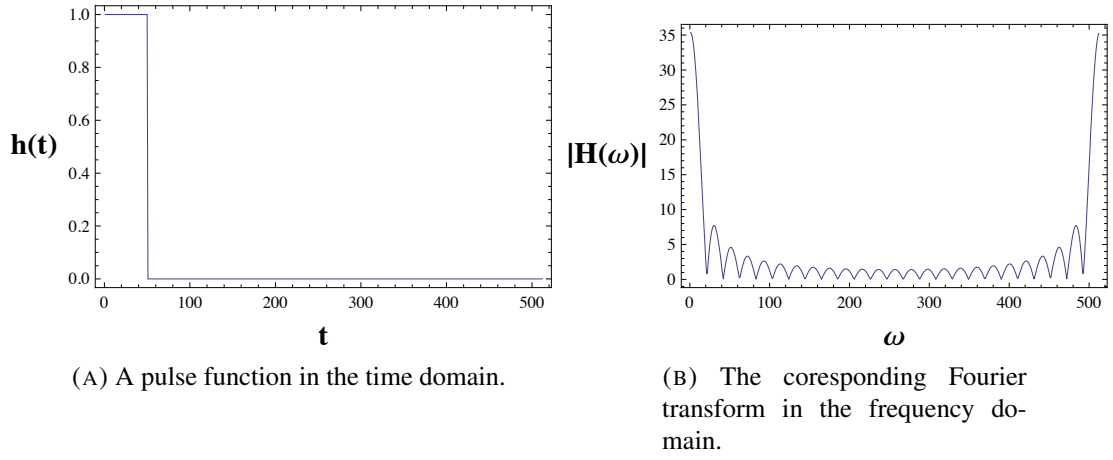 1.0
0.8
0.6
h(t)
0.4
0.2
0.0
0 100 200 300 400 500
t
(A) A pulse function in the time domain.
35
30
25
20
|H(ω)|
15
10
5
0
0 100 200 300 400 500
ω
(B) The coresponding Fourier
transform in the frequency do-
main.